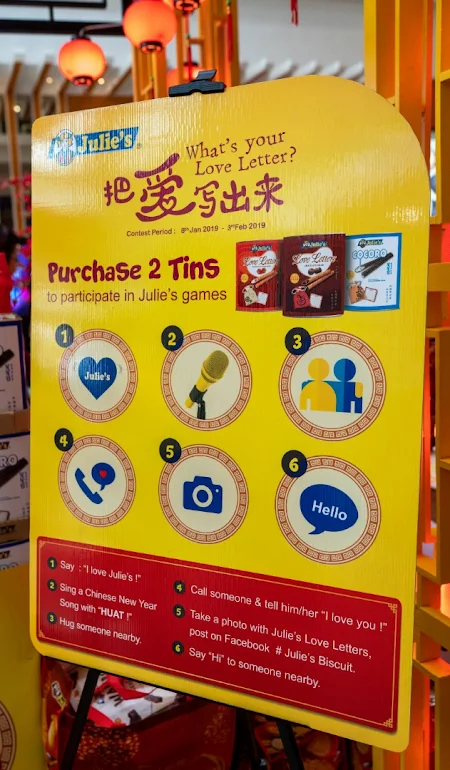 Julie's
What's your
Love Letter?
把爱写出来
Contest Period : 8th Jan 2019 - 3rd Feb 2019
Purchase 2 Tins
to participate in Julie's games
Love Letters
Love Letters
COCORO
1
2
3
Julie's
4
5
6
Hello
1 Say : "I love Julie's !"
2 Sing a Chinese New Year
Song with "HUAT !"
3 Hug someone nearby.
4 Call someone & tell him/her "I love you !"
5 Take a photo with Julie's Love Letters,
post on Facebook # Julie's Biscuit.
6 Say "Hi" to someone nearby.